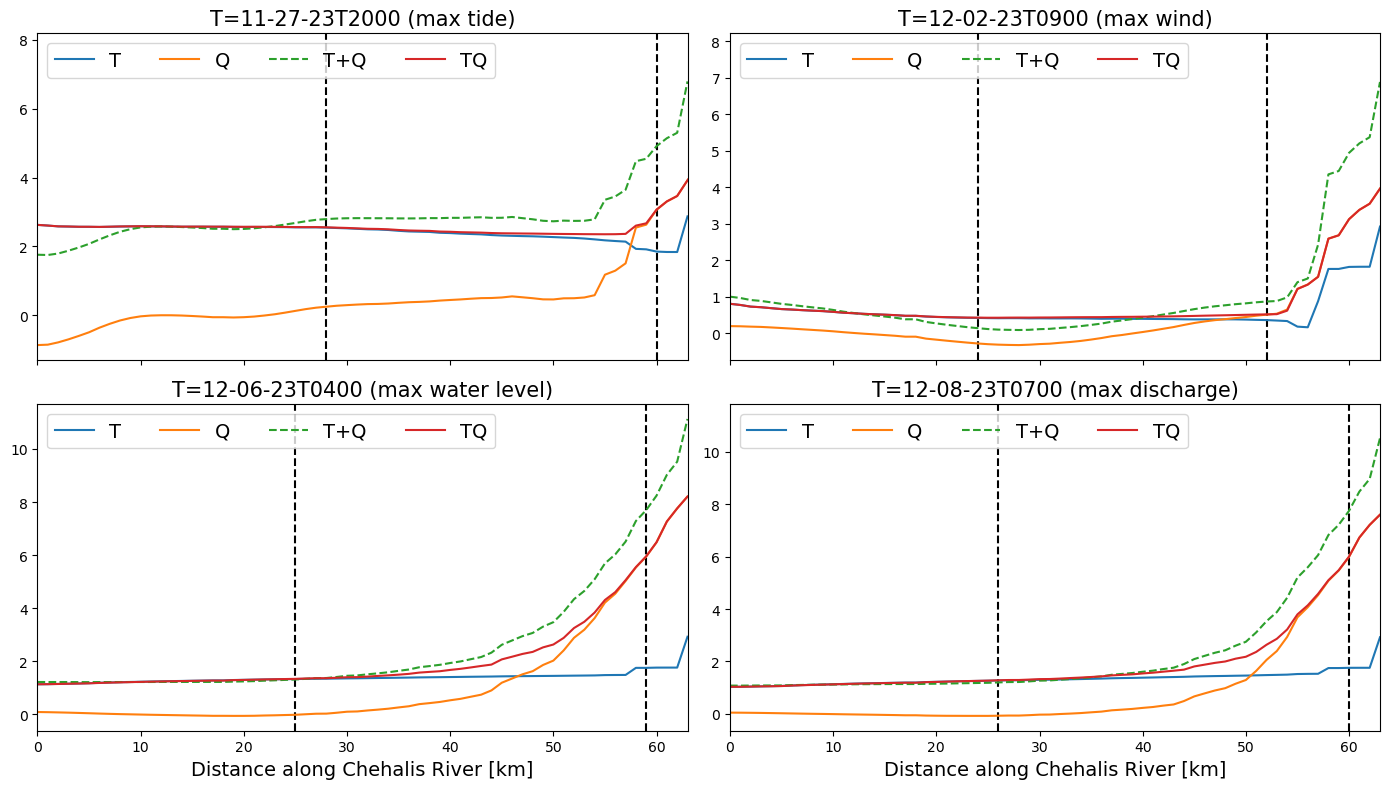 T=11-27-23T2000 (max tide)
T Q T+Q TQ
8
6
4
2
0
T=12-02-23T0900 (max wind)
T Q T+Q TQ
8
7
6
5
4
3
2
1
0
T=12-06-23T0400 (max water level)
T Q T+Q TQ
10
8
6
4
2
0
0 10 20 30 40 50 60
Distance along Chehalis River [km]
T=12-08-23T0700 (max discharge)
T Q T+Q TQ
10
8
6
4
2
0
0 10 20 30 40 50 60
Distance along Chehalis River [km]